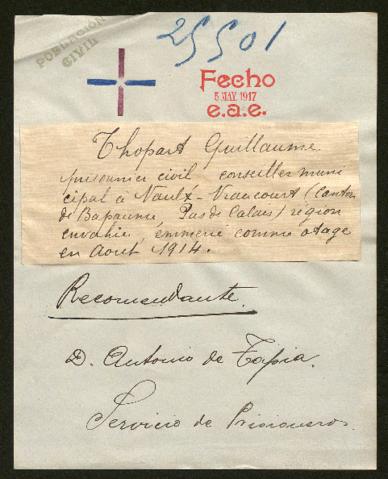 POBLACIÓN
CIVIL
25501
Fecho
5 MAY. 1917
e.a.e.
Thopart Guillaume
prisonnier civil conseiller muni
cipal à Vaulx-Vraucourt (Canton
de Bapaume, Pas de Calais) région
envahie, emmené comme otage
en Aout 1914.
Recomendante.
D. Antonio de Tapia.
Servicio de Prisioneros.